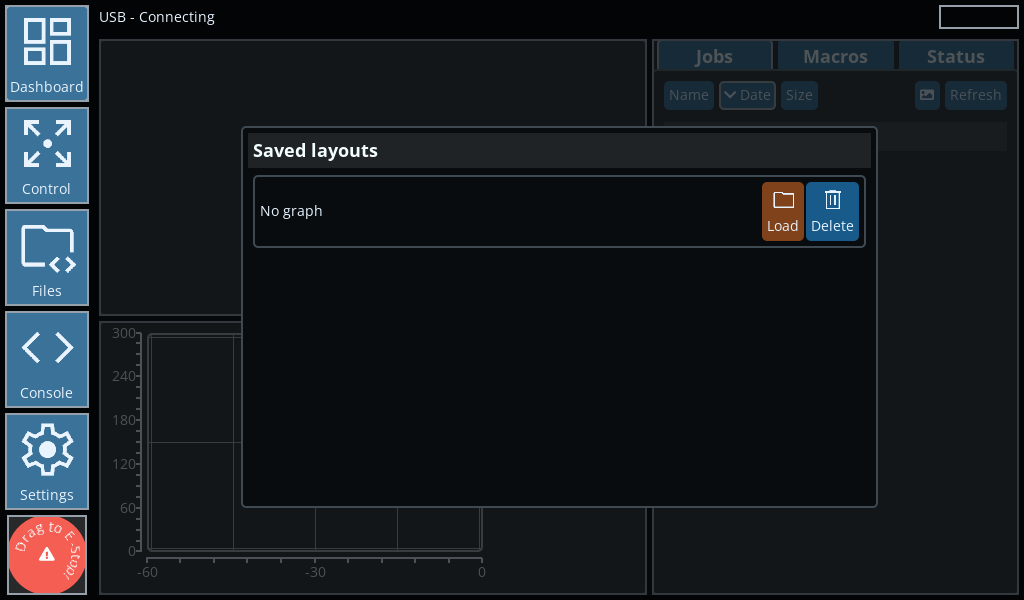 USB - Connecting
Dashboard
Control
Files
Console
Settings
Drag to E-Stop!
Jobs Macros Status
Name Date Size Refresh
Saved layouts
No graph
Load Delete
300
240
180
120
60
0
-60 -30 0